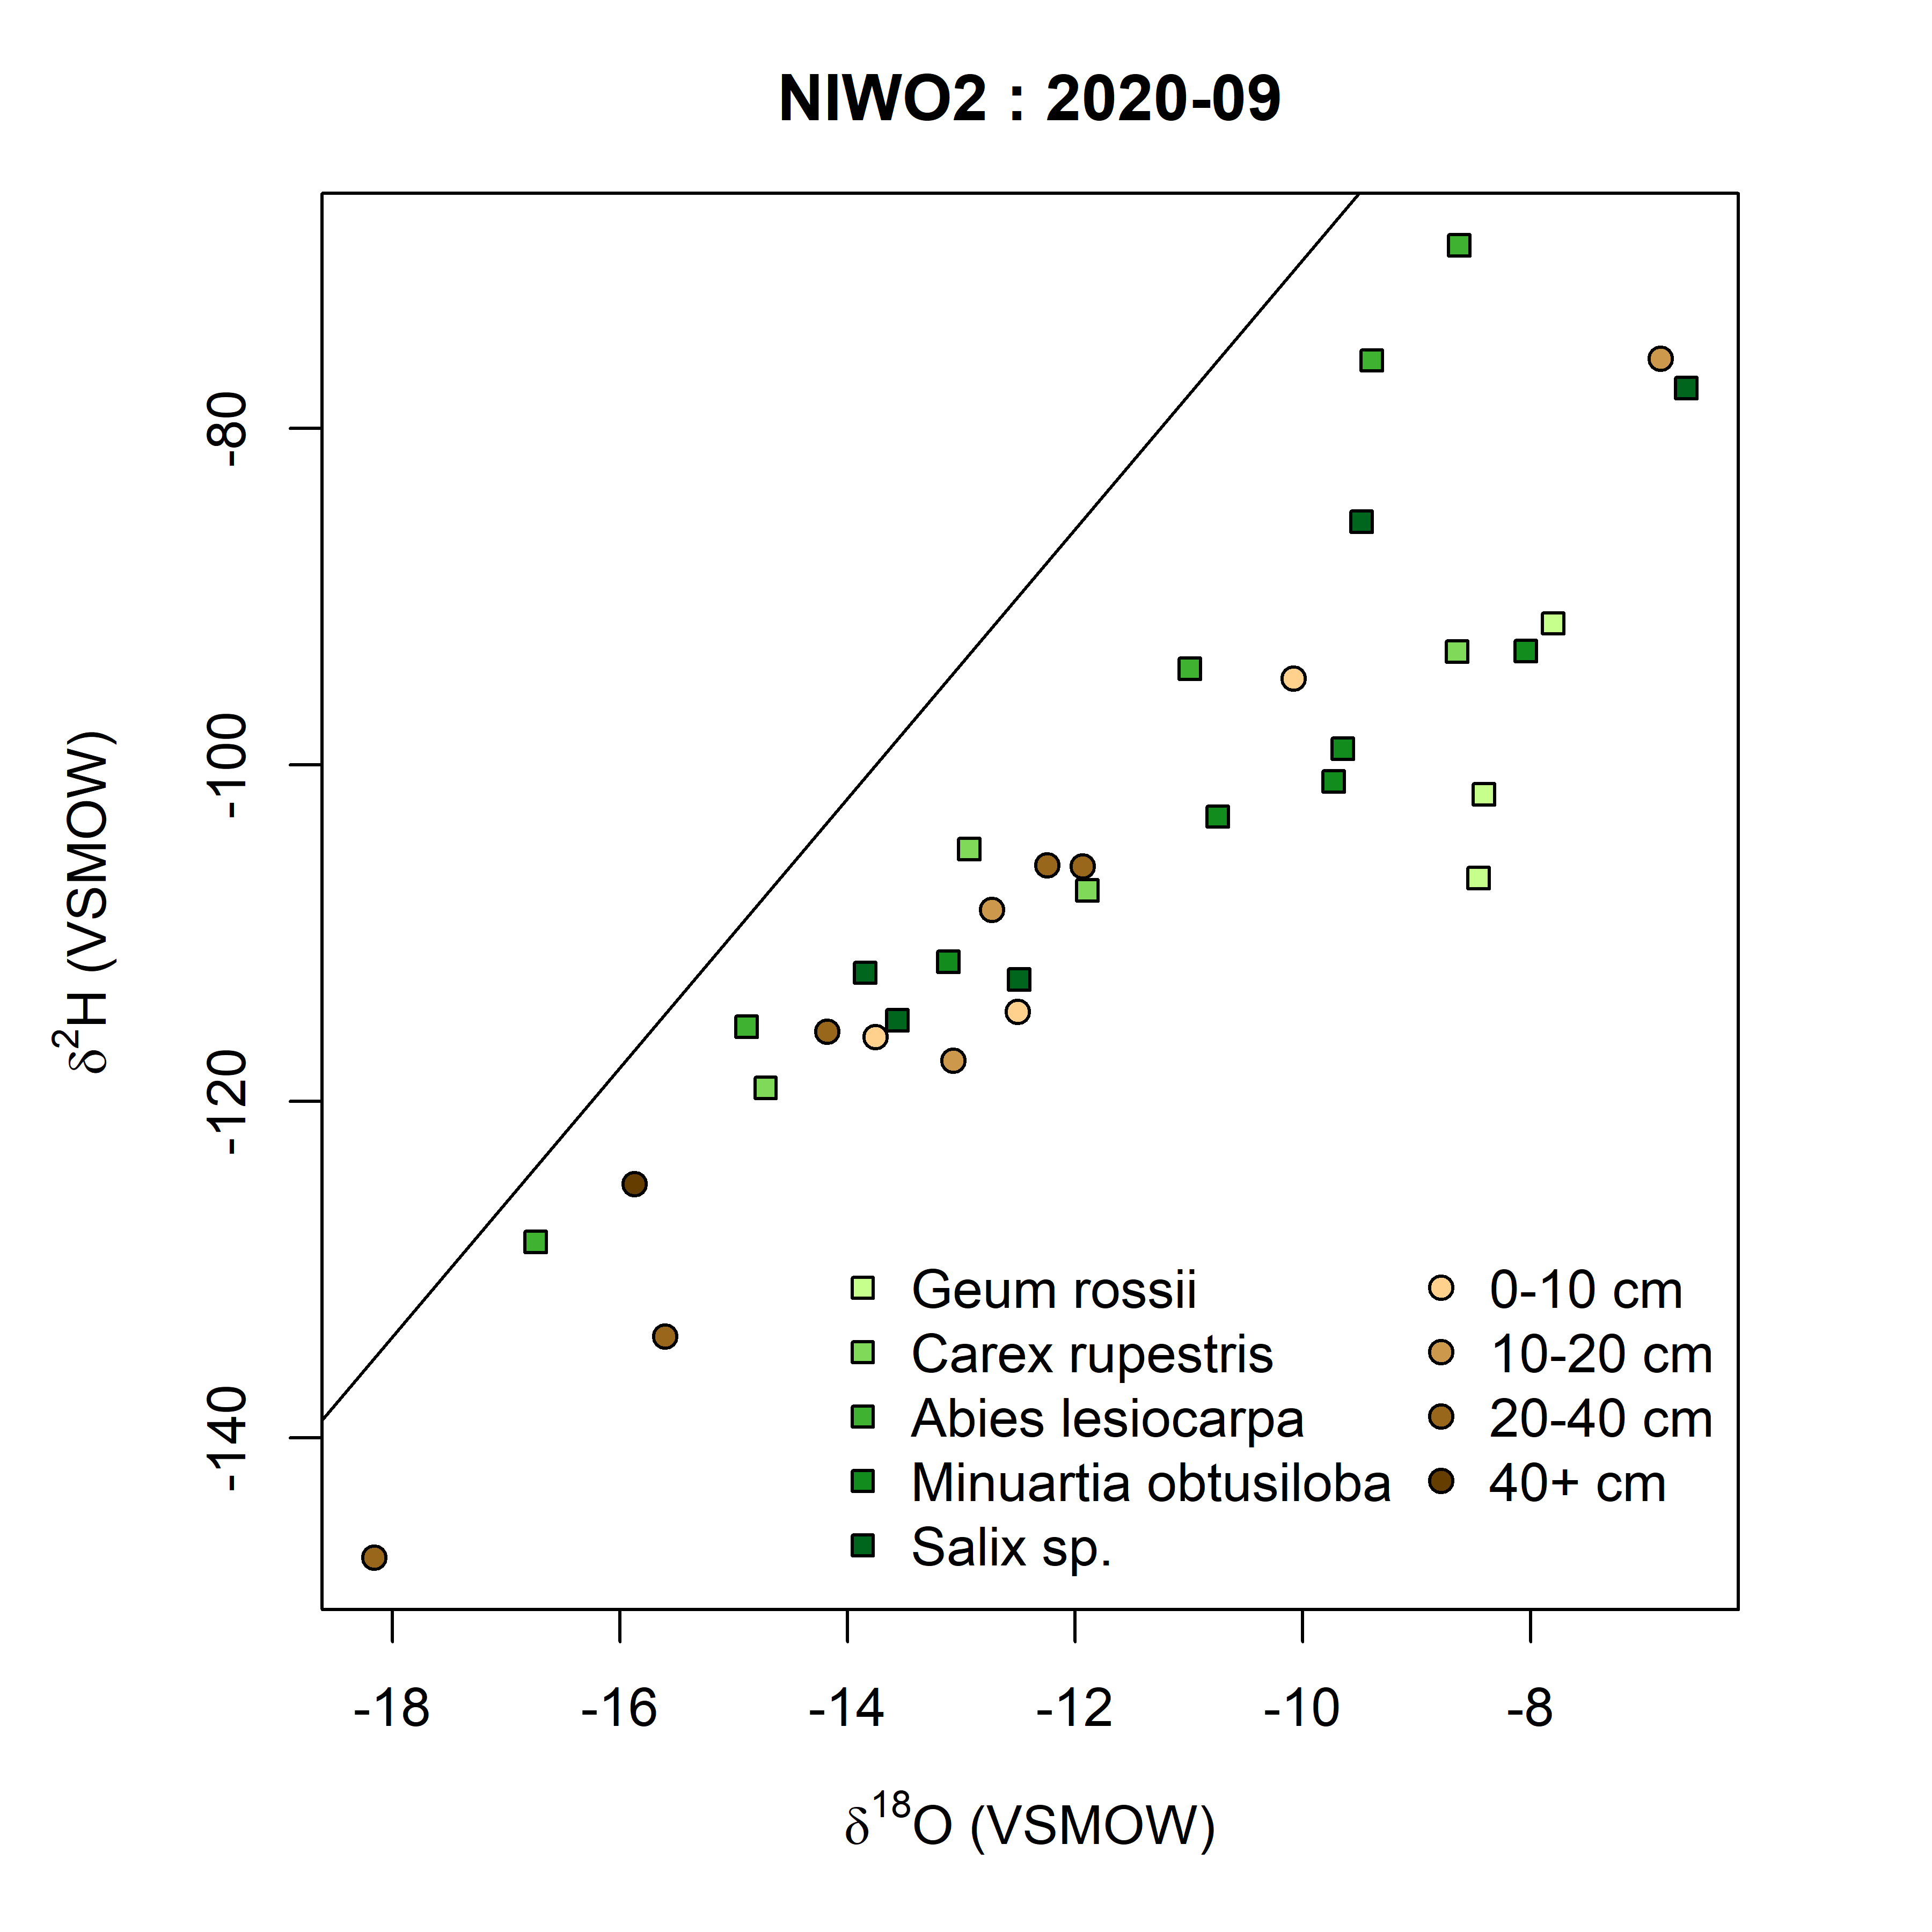 NIWO2 : 2020-09
δ²H (VSMOW)
-80
-100
-120
-140
Geum rossii
Carex rupestris
Abies lesiocarpa
Minuartia obtusiloba
Salix sp.
0-10 cm
10-20 cm
20-40 cm
40+ cm
-18 -16 -14 -12 -10 -8
δ¹⁸O (VSMOW)